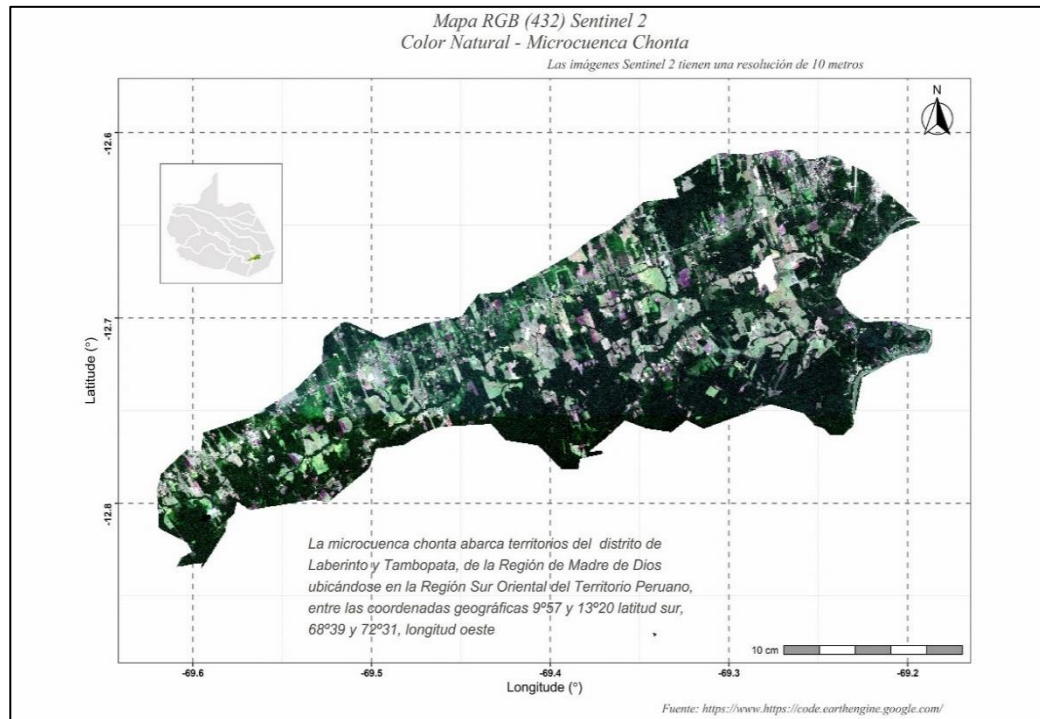 Mapa RGB (432) Sentinel 2
Color Natural - Microcuenca Chonta
Las imágenes Sentinel 2 tienen una resolución de 10 metros
N
-12.6
-12.7
-12.8
Latitude (°)
La microcuenca chonta abarca territorios del distrito de
Laberinto y Tambopata, de la Región de Madre de Dios
ubicándose en la Región Sur Oriental del Territorio Peruano,
entre las coordenadas geográficas 9º57 y 13º20 latitud sur,
68º39 y 72º31, longitud oeste
10 cm
-69.6
-69.5
-69.4
-69.3
-69.2
Longitude (°)
Fuente: https://www.https://code.earthengine.google.com/